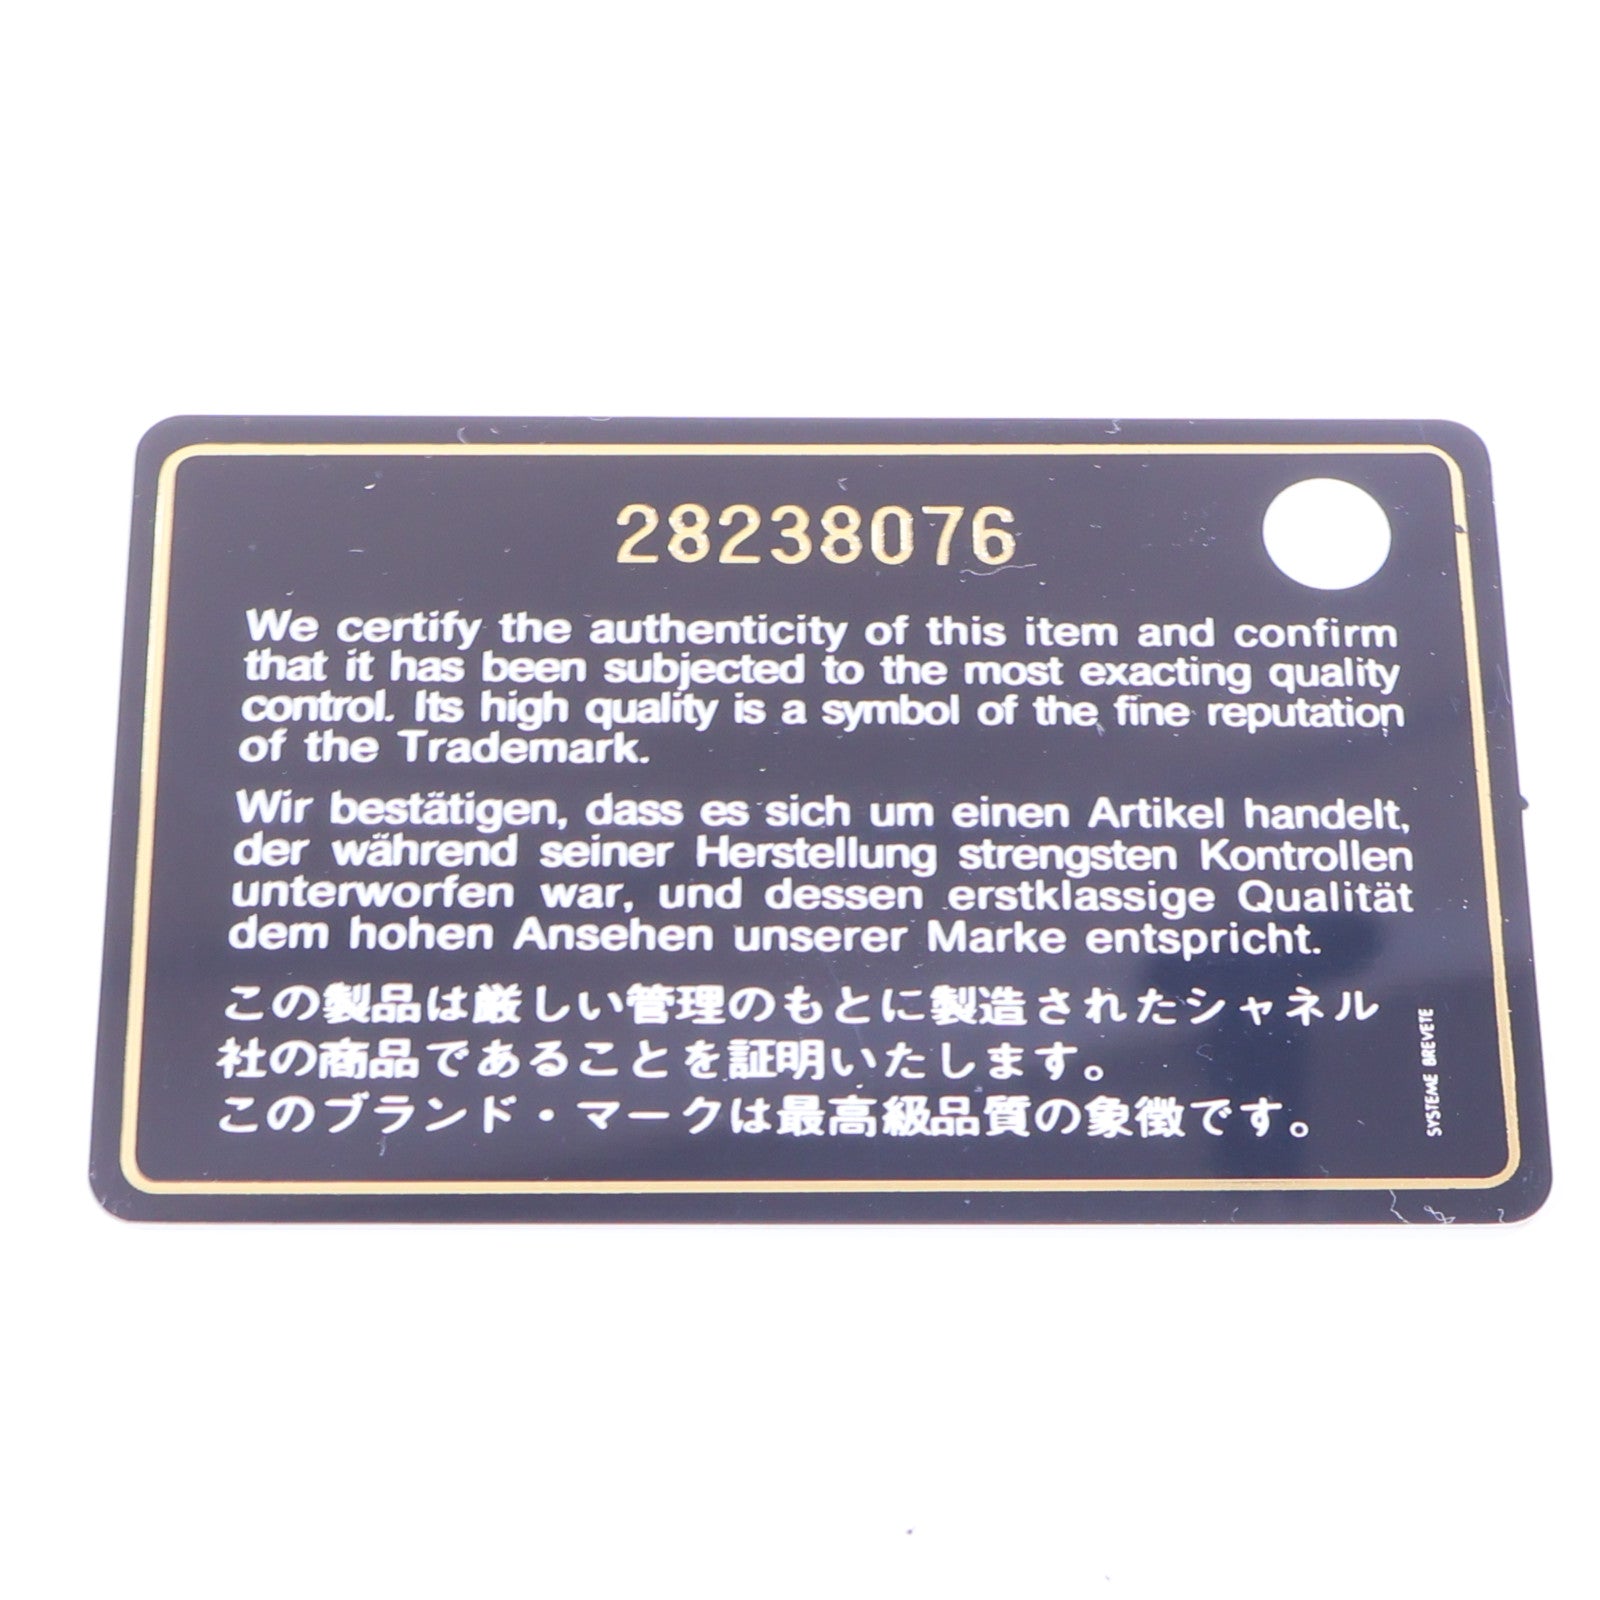 28238076
We certify the authenticity of this item and confirm
that it has been subjected to the most exacting quality
control. Its high quality is a symbol of the fine reputation
of the Trademark.
Wir bestätigen, dass es sich um einen Artikel handelt,
der während seiner Herstellung strengsten Kontrollen
unterworfen war, und dessen erstklassige Qualität
dem hohen Ansehen unserer Marke entspricht.
この製品は厳しい管理のもとに製造されたシャネル
社の商品であることを証明いたします。
このブランド・マークは最高級品質の象徴です。
SYSTEME BREVETE